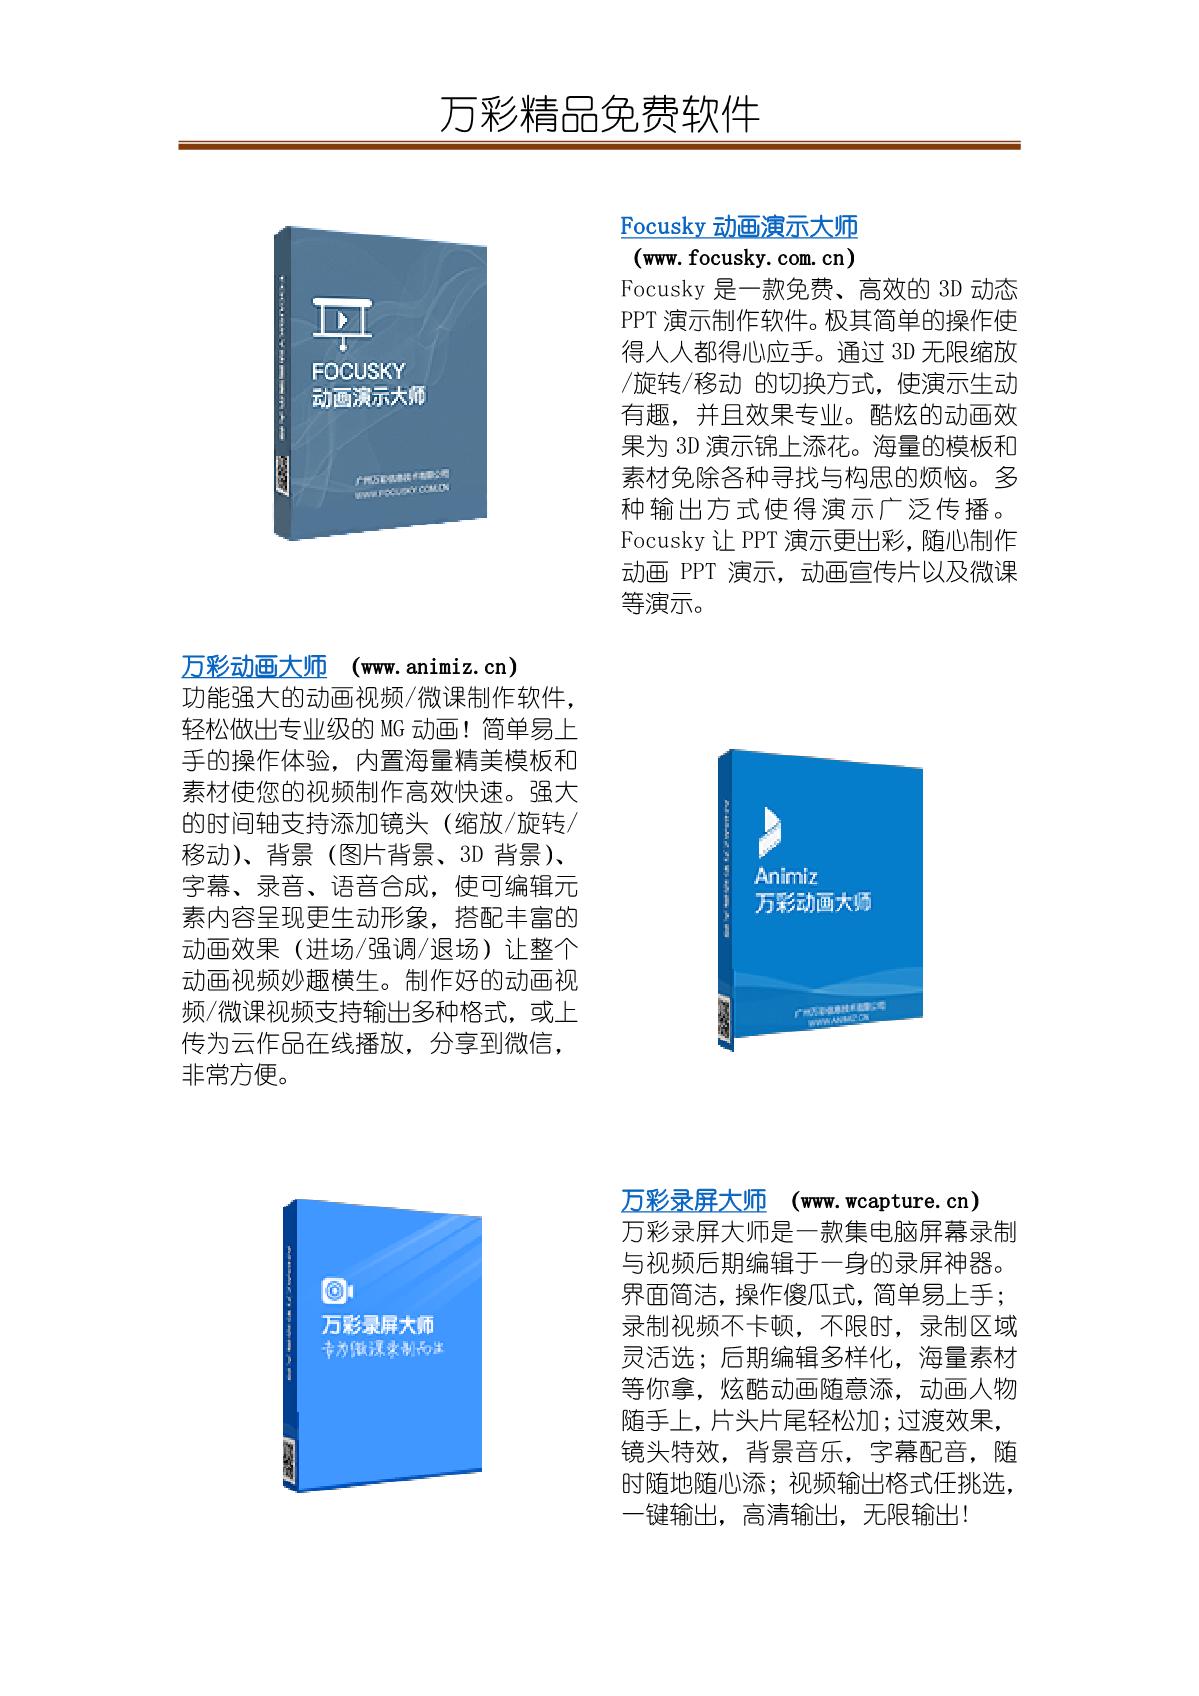 万彩精品免费软件
FOCUSKY
动画演示大师
广州万彩信息技术有限公司
WWW.FOCUSKY.COM.CN
Focusky 动画演示大师
（www.focusky.com.cn）
Focusky 是一款免费、高效的 3D 动态
PPT 演示制作软件。极其简单的操作使
得人人都得心应手。通过 3D 无限缩放
/旋转/移动 的切换方式，使演示生动
有趣，并且效果专业。酷炫的动画效
果为 3D 演示锦上添花。海量的模板和
素材免除各种寻找与构思的烦恼。多
种输出方式使得演示广泛传播。
Focusky 让 PPT 演示更出彩，随心制作
动画 PPT 演示，动画宣传片以及微课
等演示。
万彩动画大师 （www.animiz.cn）
功能强大的动画视频/微课制作软件，
轻松做出专业级的 MG 动画！简单易上
手的操作体验，内置海量精美模板和
素材使您的视频制作高效快速。强大
的时间轴支持添加镜头（缩放/旋转/
移动）、背景（图片背景、3D 背景）、
字幕、录音、语音合成，使可编辑元
素内容呈现更生动形象，搭配丰富的
动画效果（进场/强调/退场）让整个
动画视频妙趣横生。制作好的动画视
频/微课视频支持输出多种格式，或上
传为云作品在线播放，分享到微信，
非常方便。
Animiz
万彩动画大师
广州万彩信息技术有限公司
WWW.ANIMIZ.CN
万彩录屏大师
专为微课录制而生
万彩录屏大师 （www.wcapture.cn）
万彩录屏大师是一款集电脑屏幕录制
与视频后期编辑于一身的录屏神器。
界面简洁，操作傻瓜式，简单易上手；
录制视频不卡顿，不限时，录制区域
灵活选；后期编辑多样化，海量素材
等你拿，炫酷动画随意添，动画人物
随手上，片头片尾轻松加；过渡效果，
镜头特效，背景音乐，字幕配音，随
时随地随心添；视频输出格式任挑选，
一键输出，高清输出，无限输出！